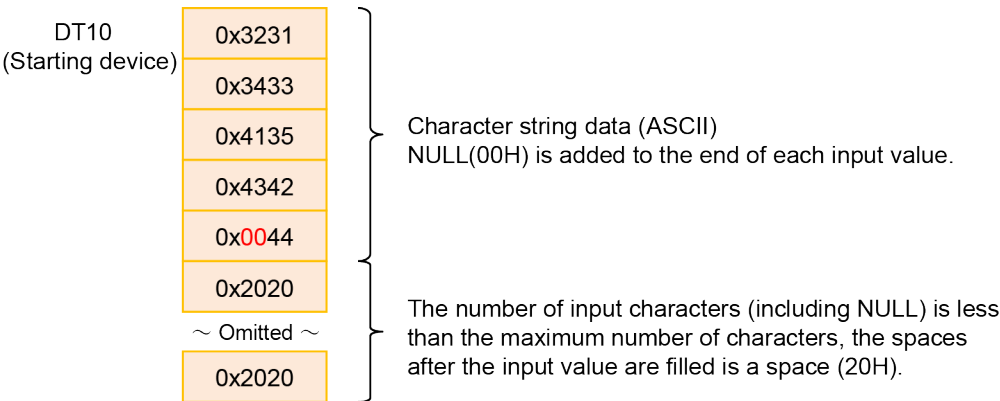 DT10
(Starting device)
0x3231
0x3433
0x4135
0x4342
0x0044
0x2020
～ Omitted ～
0x2020
Character string data (ASCII)
NULL(00H) is added to the end of each input value.
The number of input characters (including NULL) is less
than the maximum number of characters, the spaces
after the input value are filled is a space (20H).